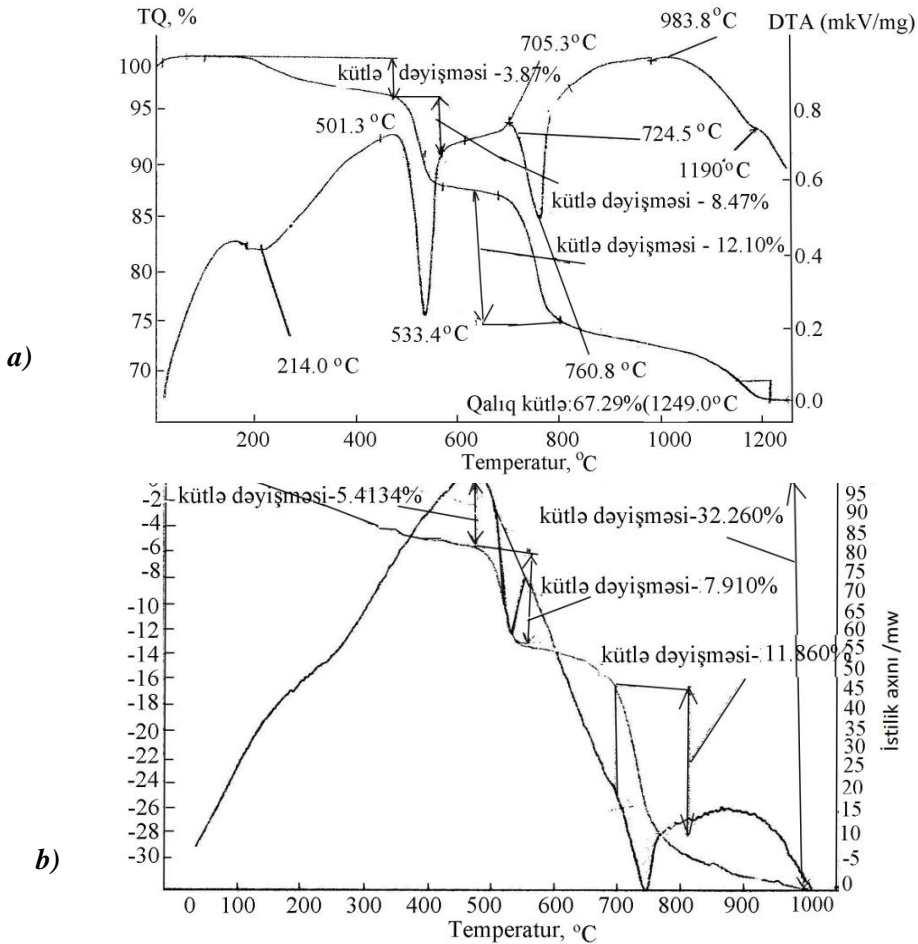 TQ, %
983.8 °C
DTA (mkV/mg)
705.3°C
100
kütlə dəyişməsi -3.87%
95
0.8
501.3 °C
724.5 °C
90
1190°C
0.6
kütlə dəyişməsi - 8.47%
85
kütlə dəyişməsi - 12.10%
0.4
80
75
533.4°C
0.2
a)
214.0 °C
760.8 °C
70
Qalıq kütlə:67.29%(1249.0°C
0.0
200 400 600 800 1000 1200
Temperatur, °C
-2
kütlə dəyişməsi-5.4134%
95
kütlə dəyişməsi-32.260%
90
-4
85
-6
80
75
-8
kütlə dəyişməsi-7.910%
70
-10
65
60
-12
kütlə dəyişməsi-11.860%
55
-14
50
-16
45
40
-18
35
-20
30
-22
25
-24
20
-26
15
-28
10
-30
-5
0
İstilik axını /mw
b)
0 100 200 300 400 500 600 700 800 900 1000
Temperatur, °C